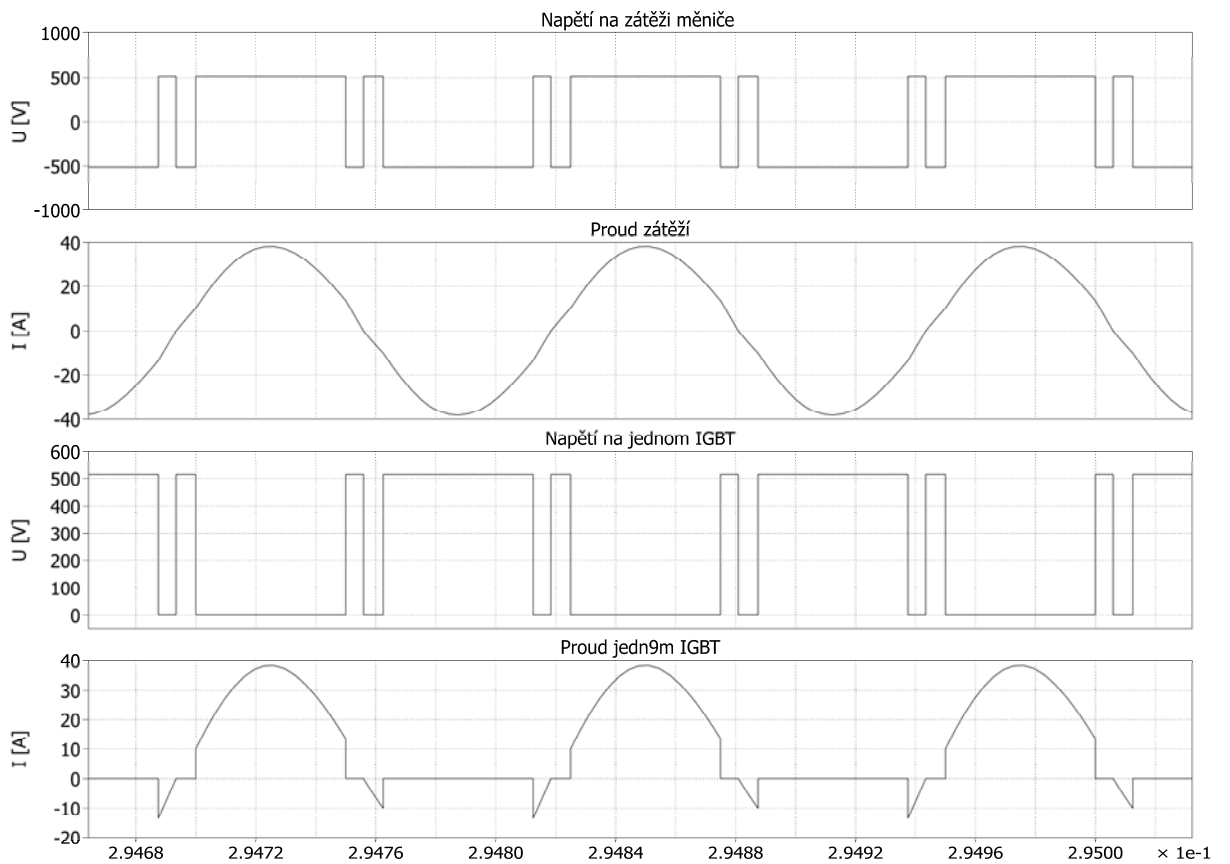 Napětí na zátěži měniče
1000
500
0
-500
-1000
U [V]
Proud zátěží
40
20
0
-20
-40
I [A]
Napětí na jednom IGBT
600
500
400
300
200
100
0
U [V]
Proud jedn9m IGBT
40
30
20
10
0
-10
-20
I [A]
2.9468 2.9472 2.9476 2.9480 2.9484 2.9488 2.9492 2.9496 2.9500 × 1e-1